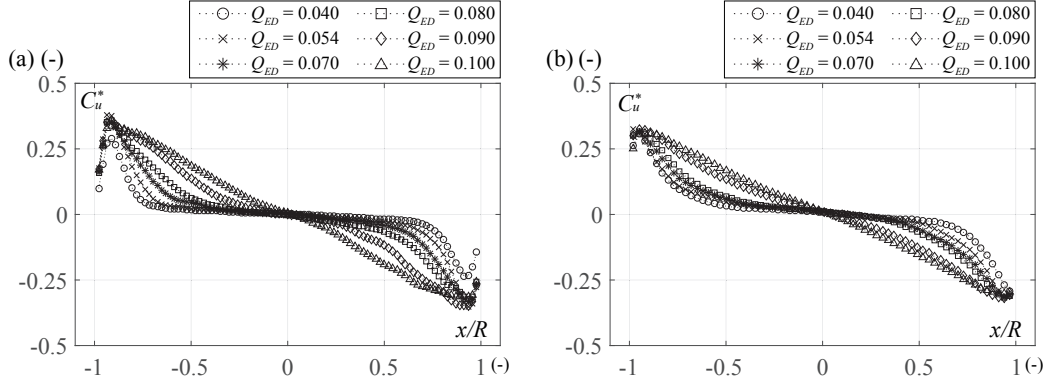 Q_ED = 0.040 Q_ED = 0.080
Q_ED = 0.054 Q_ED = 0.090
Q_ED = 0.070 Q_ED = 0.100
(a) (-)
C_u^*
0.5
0.25
0
-0.25
-0.5
x/R
-1 -0.5 0 0.5 1 (-)
Q_ED = 0.040 Q_ED = 0.080
Q_ED = 0.054 Q_ED = 0.090
Q_ED = 0.070 Q_ED = 0.100
(b) (-)
C_u^*
0.5
0.25
0
-0.25
-0.5
x/R
-1 -0.5 0 0.5 1 (-)